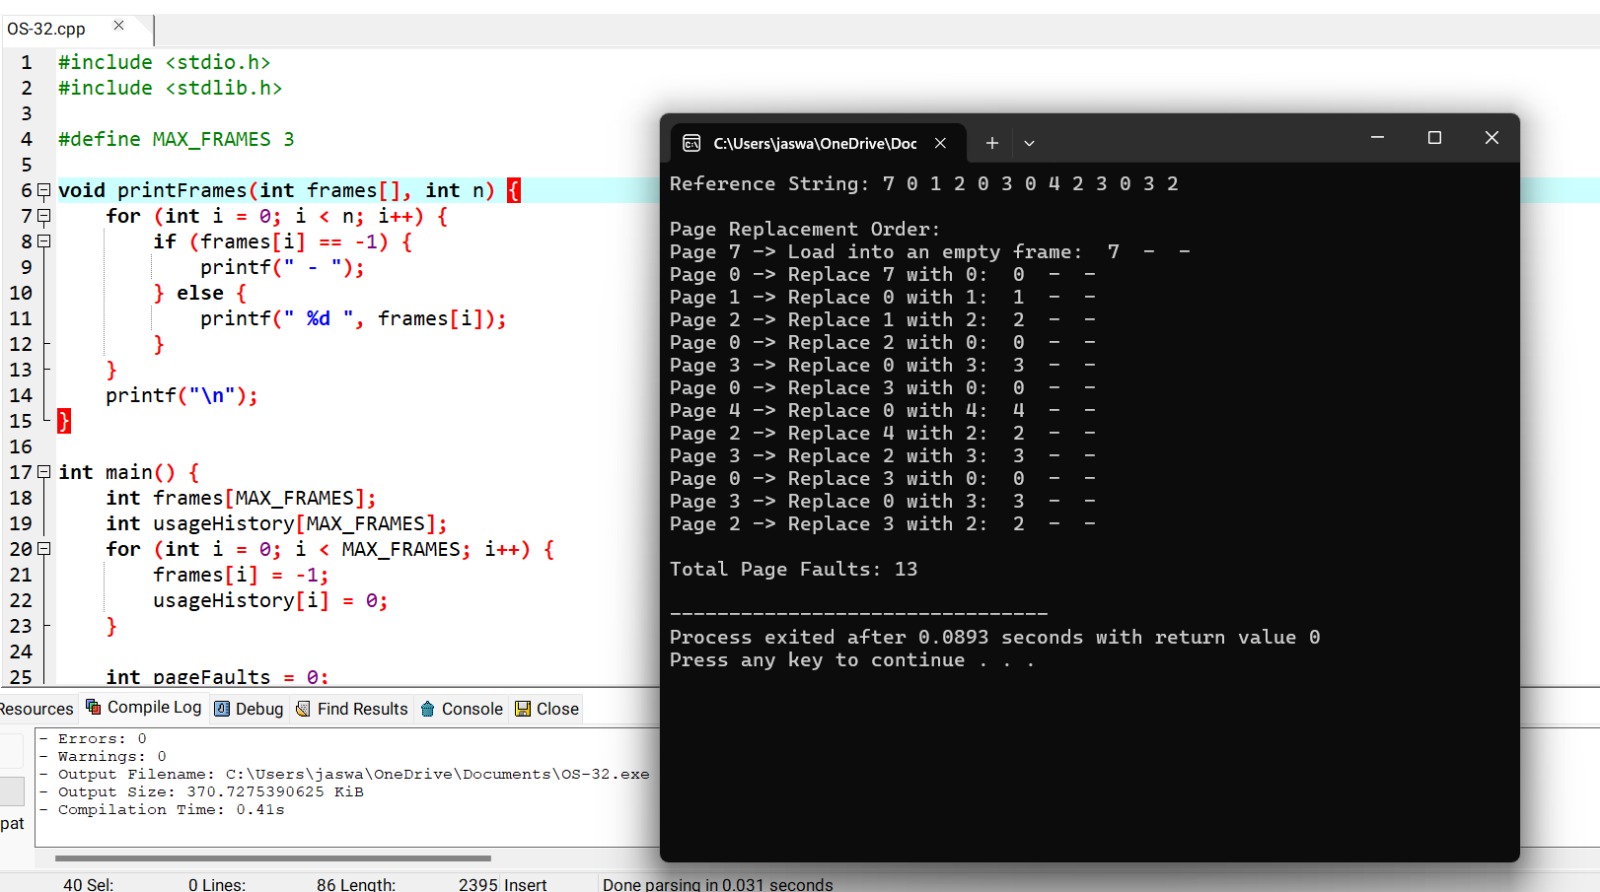 OS-32.cpp
1 #include <stdio.h>
2 #include <stdlib.h>
3
4 #define MAX_FRAMES 3
5
6 void printFrames(int frames[], int n) {
7 for (int i = 0; i < n; i++) {
8 if (frames[i] == -1) {
9 printf(" - ");
10 } else {
11 printf(" %d ", frames[i]);
12 }
13 }
14 printf("\n");
15 }
16
17 int main() {
18 int frames[MAX_FRAMES];
19 int usageHistory[MAX_FRAMES];
20 for (int i = 0; i < MAX_FRAMES; i++) {
21 frames[i] = -1;
22 usageHistory[i] = 0;
23 }
24
25 int pageFaults = 0;
C:\Users\jaswa\OneDrive\Doc
Reference String: 7 0 1 2 0 3 0 4 2 3 0 3 2
Page Replacement Order:
Page 7 -> Load into an empty frame: 7 - -
Page 0 -> Replace 7 with 0: 0 - -
Page 1 -> Replace 0 with 1: 1 - -
Page 2 -> Replace 1 with 2: 2 - -
Page 0 -> Replace 2 with 0: 0 - -
Page 3 -> Replace 0 with 3: 3 - -
Page 0 -> Replace 3 with 0: 0 - -
Page 4 -> Replace 0 with 4: 4 - -
Page 2 -> Replace 4 with 2: 2 - -
Page 3 -> Replace 2 with 3: 3 - -
Page 0 -> Replace 3 with 0: 0 - -
Page 3 -> Replace 0 with 3: 3 - -
Page 2 -> Replace 3 with 2: 2 - -
Total Page Faults: 13
--------------------------------
Process exited after 0.0893 seconds with return value 0
Press any key to continue . . .
Resources Compile Log Debug Find Results Console Close
- Errors: 0
- Warnings: 0
- Output Filename: C:\Users\jaswa\OneDrive\Documents\OS-32.exe
- Output Size: 370.7275390625 KiB
- Compilation Time: 0.41s
pat
40 Sel: 0 Lines: 86 Length: 2395 Insert Done parsing in 0.031 seconds